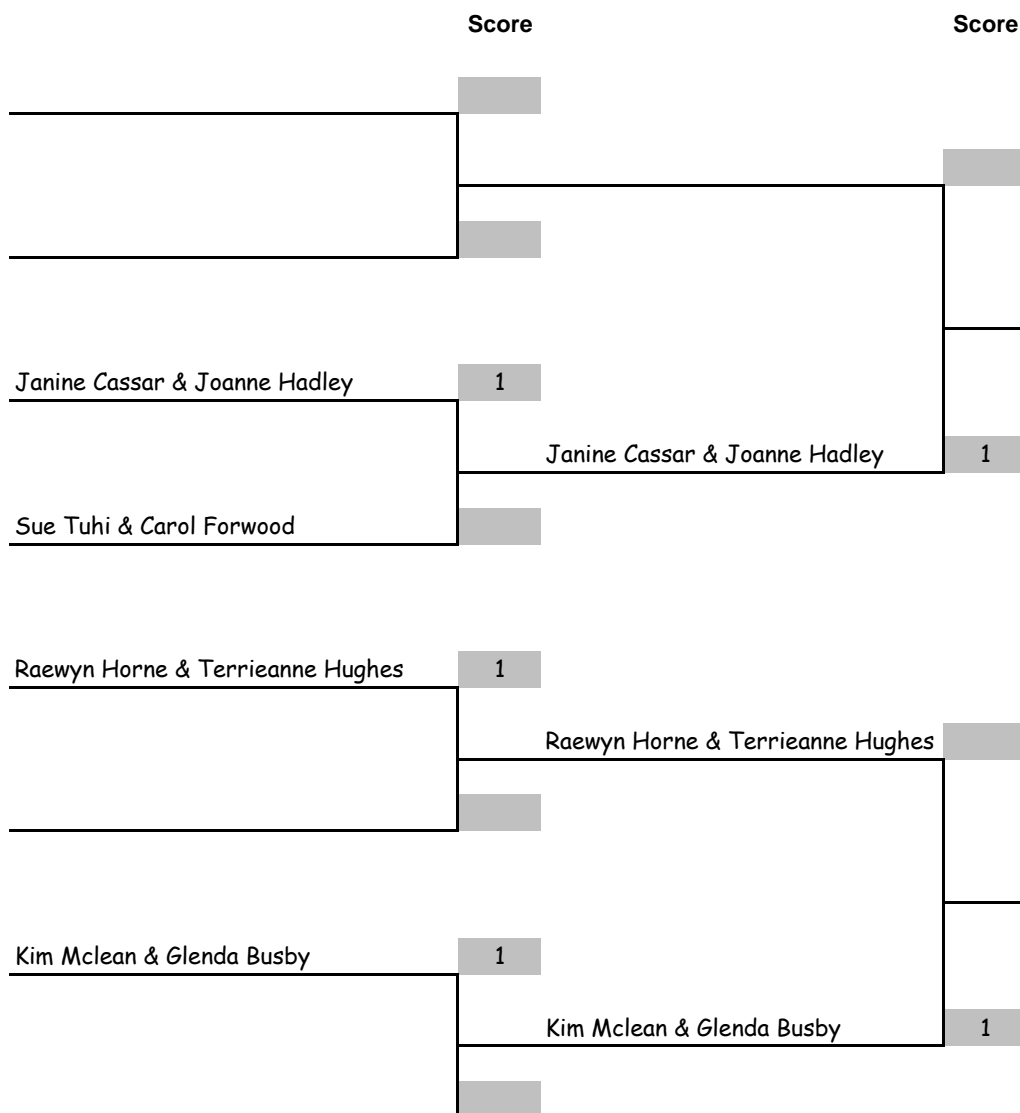 Score Score
Janine Cassar & Joanne Hadley 1
Janine Cassar & Joanne Hadley 1
Sue Tuhi & Carol Forwood
Raewyn Horne & Terrieanne Hughes 1
Raewyn Horne & Terrieanne Hughes
Kim Mclean & Glenda Busby 1
Kim Mclean & Glenda Busby 1